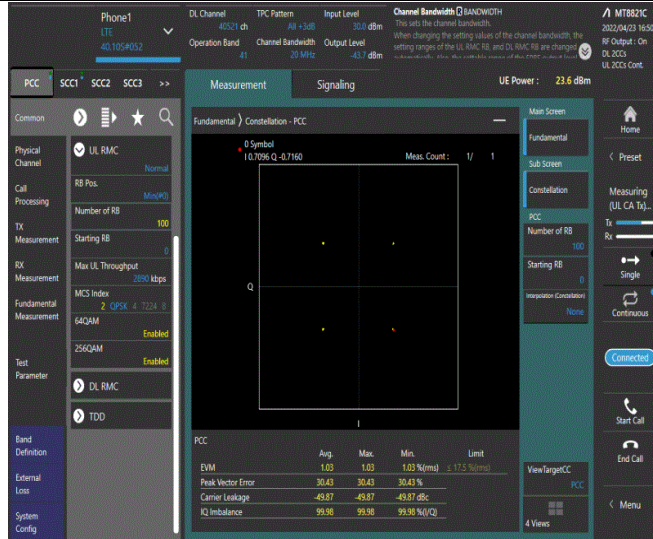 Phone1
LTE
40.105#052
DL Channel
40521 ch
TPC Pattern
All +3dB
Input Level
30.0 dBm
Operation Band
41
Channel Bandwidth
20 MHz
Output Level
-43.7 dBm
Channel Bandwidth BANDWIDTH
This sets the channel bandwidth.
When changing the setting values of the channel bandwidth, the
setting ranges of the UL RMC RB, and DL RMC RB are changed
MT8821C
2022/04/23 16:50
RF Output : On
DL 2CCs
UL 2CCs Cont.
PCC SCC1 SCC2 SCC3 >>
Measurement Signaling
UE Power : 23.6 dBm
Common
Physical
Channel
Call
Processing
TX
Measurement
RX
Measurement
Fundamental
Measurement
Test
Parameter
Band
Definition
External
Loss
System
Config
UL RMC
Normal
RB Pos.
Min(#0)
Number of RB
100
Starting RB
0
Max UL Throughput
2890 kbps
MCS Index
2 QPSK 4 7224 8
64QAM
Enabled
256QAM
Enabled
DL RMC
TDD
Fundamental 〉 Constellation - PCC
0 Symbol
I 0.7096 Q -0.7160
Meas. Count : 1/ 1
Q
I
PCC
Avg. Max. Min. Limit
EVM 1.03 1.03 1.03 %(rms) ≤ 17.5 %(rms)
Peak Vector Error 30.43 30.43 30.43 %
Carrier Leakage -49.87 -49.87 -49.87 dBc
IQ Imbalance 99.98 99.98 99.98 %(I/Q)
Main Screen
Fundamental
Sub Screen
Constellation
PCC
Number of RB
100
Starting RB
0
Interpolation (Constellation)
None
ViewTargetCC
PCC
4 Views
Home
< Preset
Measuring
(UL CA Tx)...
Tx
Rx
Single
Continuous
Connected
Start Call
End Call
< Menu